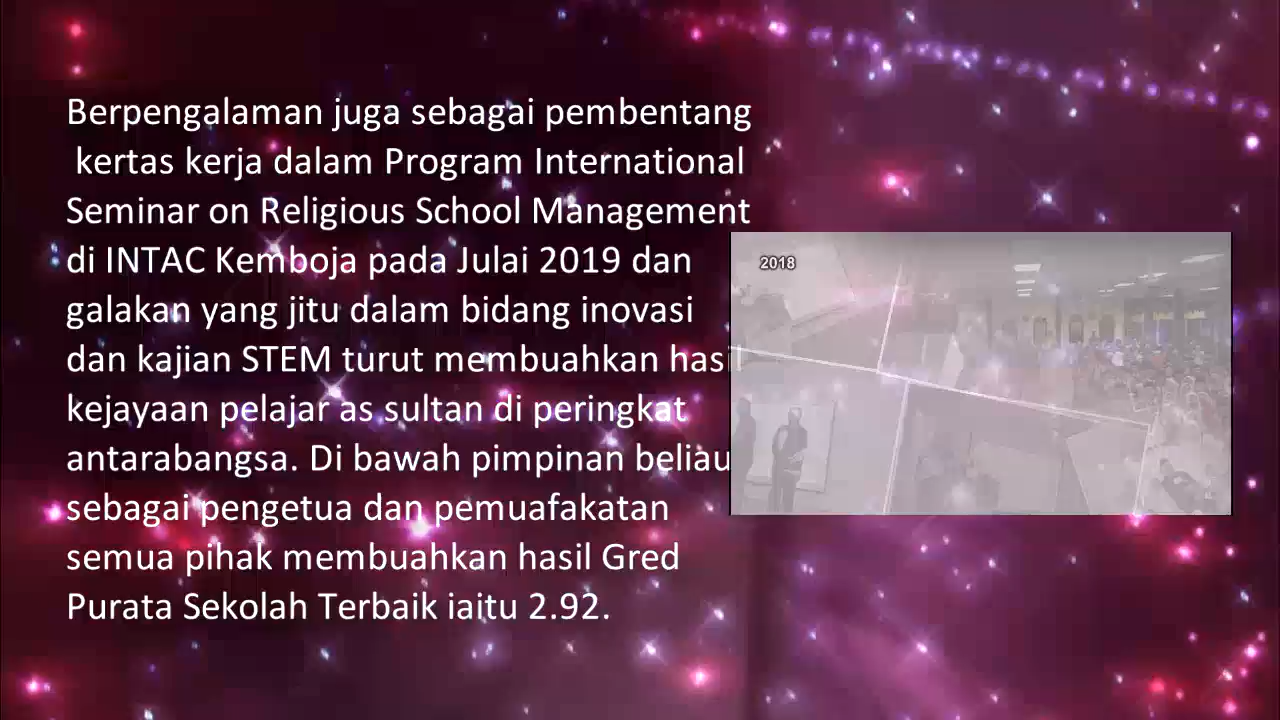 Berpengalaman juga sebagai pembentang
kertas kerja dalam Program International
Seminar on Religious School Management
di INTAC Kemboja pada Julai 2019 dan
galakan yang jitu dalam bidang inovasi
dan kajian STEM turut membuahkan hasil
kejayaan pelajar as sultan di peringkat
antarabangsa. Di bawah pimpinan beliau
sebagai pengetua dan pemuafakatan
semua pihak membuahkan hasil Gred
Purata Sekolah Terbaik iaitu 2.92.
2018